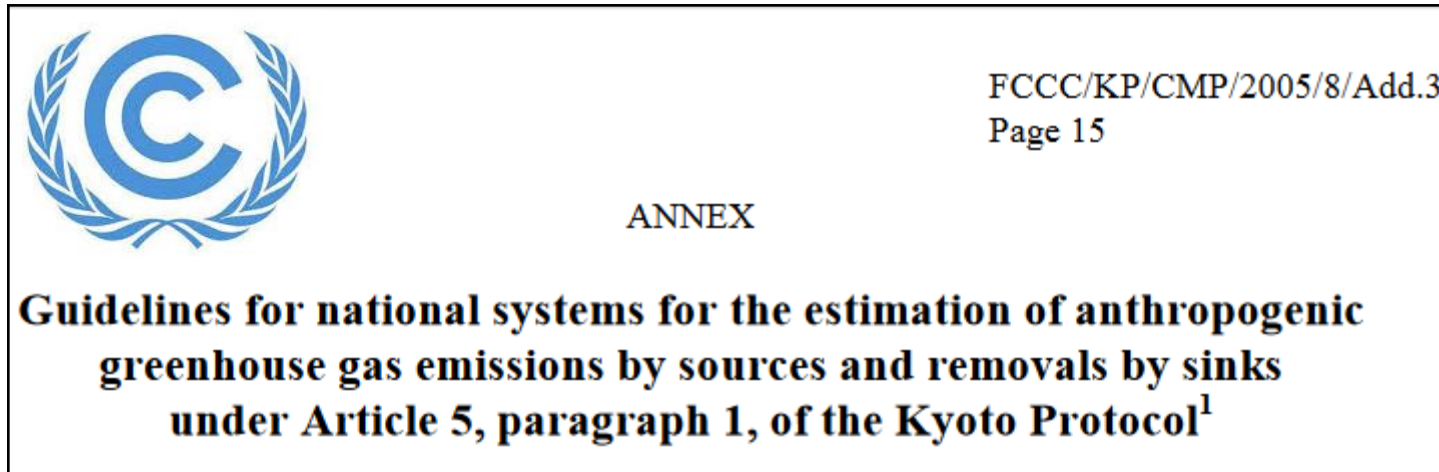 FCCC/KP/CMP/2005/8/Add.3
Page 15
ANNEX
Guidelines for national systems for the estimation of anthropogenic
greenhouse gas emissions by sources and removals by sinks
under Article 5, paragraph 1, of the Kyoto Protocol¹